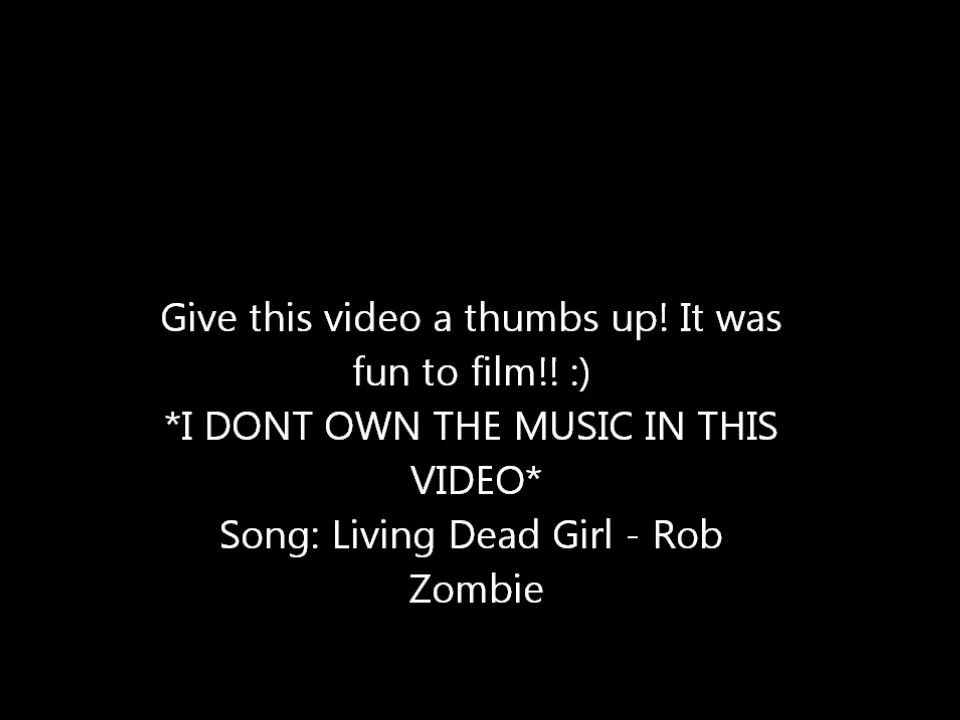 Give this video a thumbs up! It was
fun to film!! :)
*I DONT OWN THE MUSIC IN THIS
VIDEO*
Song: Living Dead Girl - Rob
Zombie